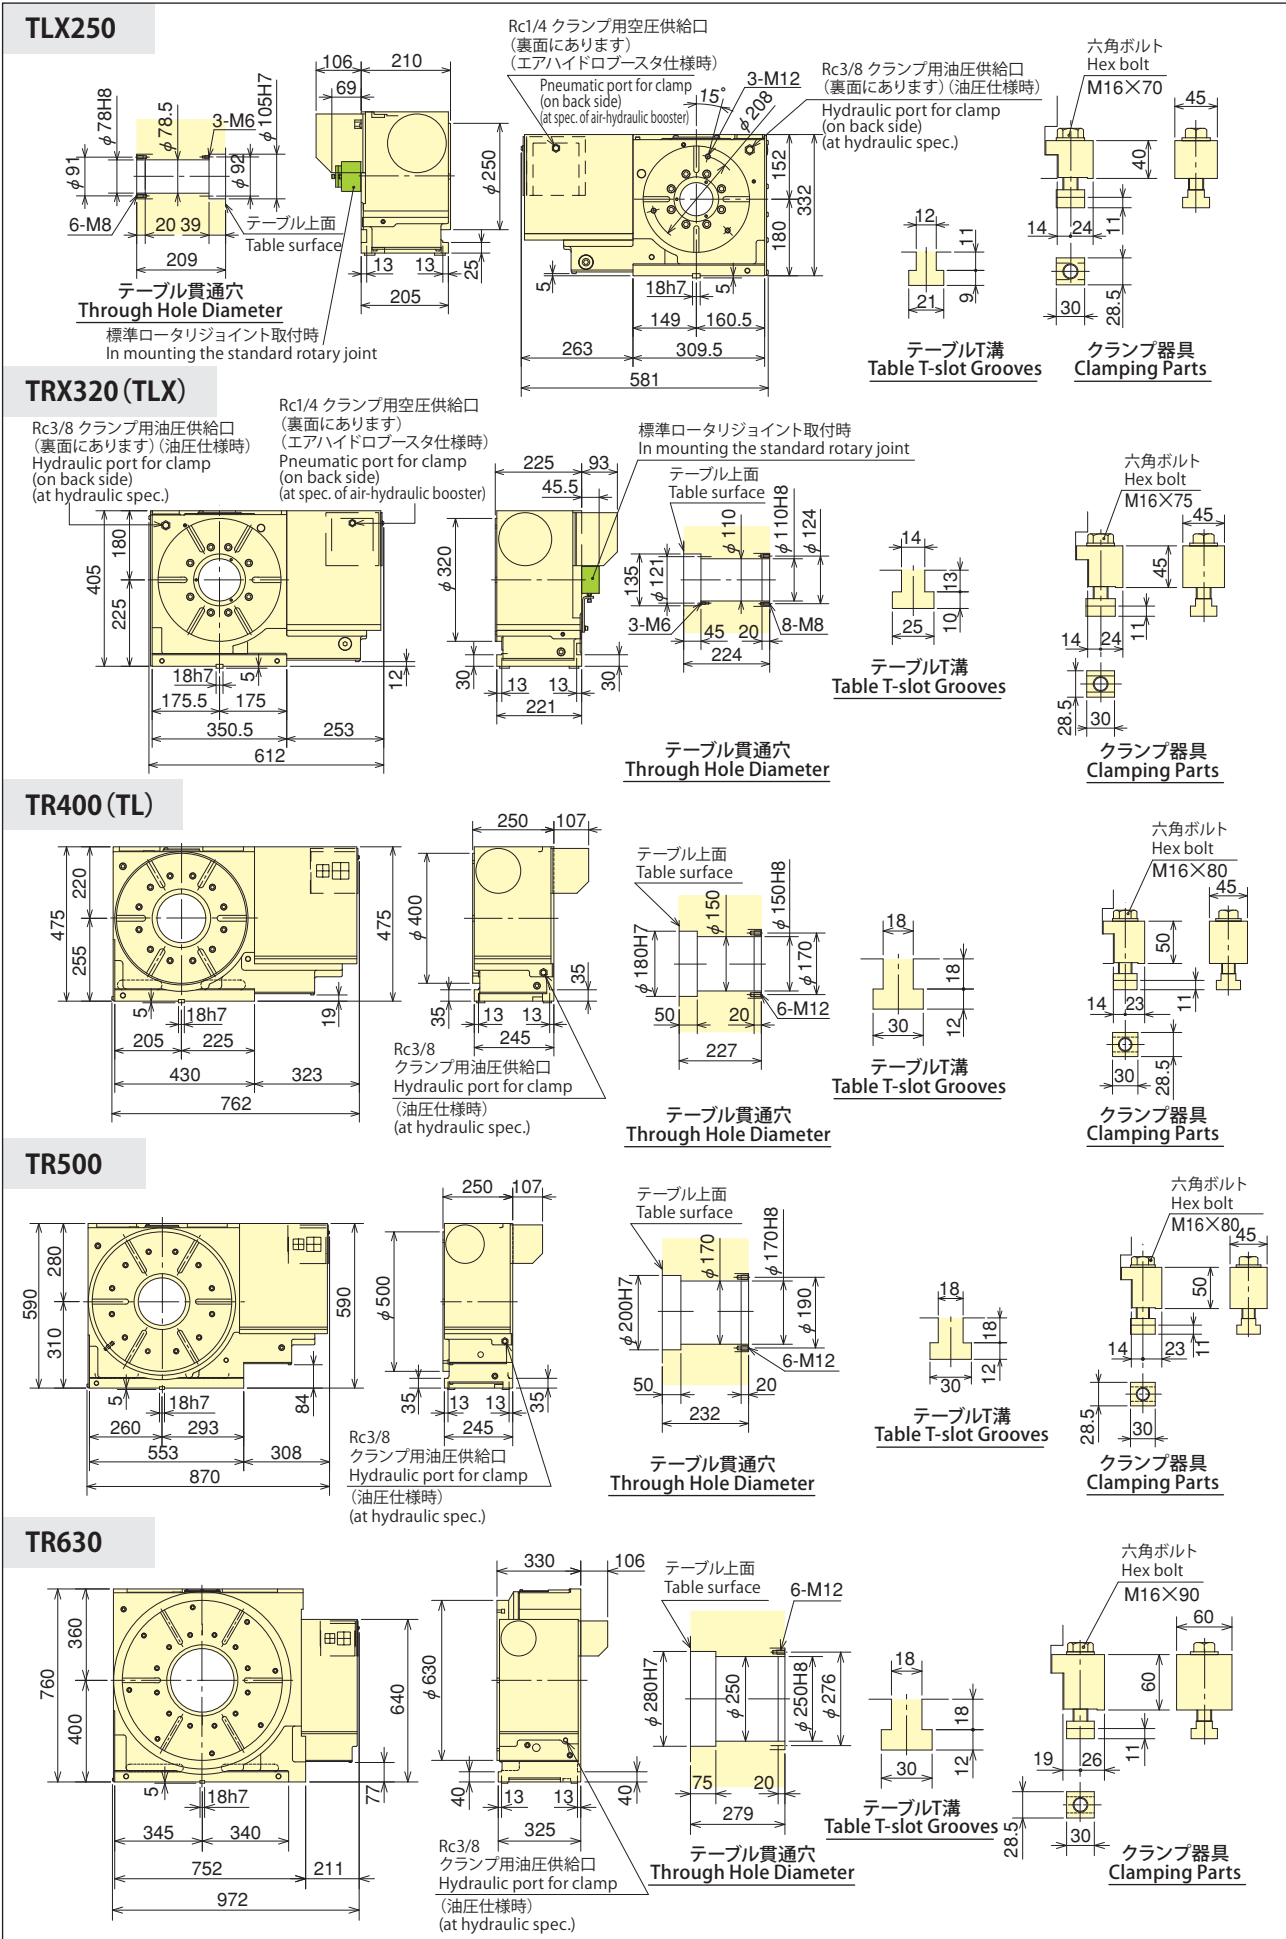 TLX250
106
210
69
φ91
φ78H8
φ78.5
3-M6
φ92
φ105H7
6-M8
20
39
209
テーブル上面
Table surface
テーブル貫通穴
Through Hole Diameter
φ250
13
13
25
205
標準ロータリジョイント取付時
In mounting the standard rotary joint
Rc1/4 クランプ用空圧供給口
(裏面にあります)
(エアハイドロブースタ仕様時)
Pneumatic port for clamp
(on back side)
(at spec. of air-hydraulic booster)
3-M12
15°
φ208
Rc3/8 クランプ用油圧供給口
(裏面にあります)(油圧仕様時)
Hydraulic port for clamp
(on back side)
(at hydraulic spec.)
152
332
180
5
18h7
5
149
160.5
263
309.5
581
12
11
21
9
テーブルT溝
Table T-slot Grooves
六角ボルト
Hex bolt
M16×70
45
40
14
24
11
30
28.5
クランプ器具
Clamping Parts
TRX320(TLX)
Rc3/8 クランプ用油圧供給口
(裏面にあります)(油圧仕様時)
Hydraulic port for clamp
(on back side)
(at hydraulic spec.)
Rc1/4 クランプ用空圧供給口
(裏面にあります)
(エアハイドロブースタ仕様時)
Pneumatic port for clamp
(on back side)
(at spec. of air-hydraulic booster)
405
180
225
18h7
5
12
175.5
175
350.5
253
612
225
93
45.5
標準ロータリジョイント取付時
In mounting the standard rotary joint
φ320
30
13
13
30
221
テーブル上面
Table surface
135
φ121
φ110
φ110H8
φ124
3-M6
45
20
8-M8
224
テーブル貫通穴
Through Hole Diameter
14
13
25
10
テーブルT溝
Table T-slot Grooves
六角ボルト
Hex bolt
M16×75
45
45
11
14
24
28.5
30
クランプ器具
Clamping Parts
TR400(TL)
475
220
255
475
5
18h7
19
205
225
430
323
762
250
107
φ400
35
35
13
13
245
Rc3/8
クランプ用油圧供給口
Hydraulic port for clamp
(油圧仕様時)
(at hydraulic spec.)
テーブル上面
Table surface
φ180H7
φ150
φ150H8
φ170
50
20
6-M12
227
テーブル貫通穴
Through Hole Diameter
18
18
30
12
テーブルT溝
Table T-slot Grooves
六角ボルト
Hex bolt
M16×80
45
50
11
14
23
30
28.5
クランプ器具
Clamping Parts
TR500
590
280
310
590
5
18h7
84
260
293
553
308
870
250
107
φ500
35
13
13
35
245
Rc3/8
クランプ用油圧供給口
Hydraulic port for clamp
(油圧仕様時)
(at hydraulic spec.)
テーブル上面
Table surface
φ200H7
φ170
φ170H8
φ190
6-M12
50
20
232
テーブル貫通穴
Through Hole Diameter
18
18
30
12
テーブルT溝
Table T-slot Grooves
六角ボルト
Hex bolt
M16×80
45
50
11
14
23
28.5
30
クランプ器具
Clamping Parts
TR630
760
360
400
640
5
18h7
77
345
340
752
211
972
330
106
φ630
40
13
13
40
325
Rc3/8
クランプ用油圧供給口
Hydraulic port for clamp
(油圧仕様時)
(at hydraulic spec.)
テーブル上面
Table surface
6-M12
φ280H7
φ250
φ250H8
φ276
75
20
279
テーブル貫通穴
Through Hole Diameter
18
18
30
12
テーブルT溝
Table T-slot Grooves
六角ボルト
Hex bolt
M16×90
60
60
11
19
26
28.5
30
クランプ器具
Clamping Parts